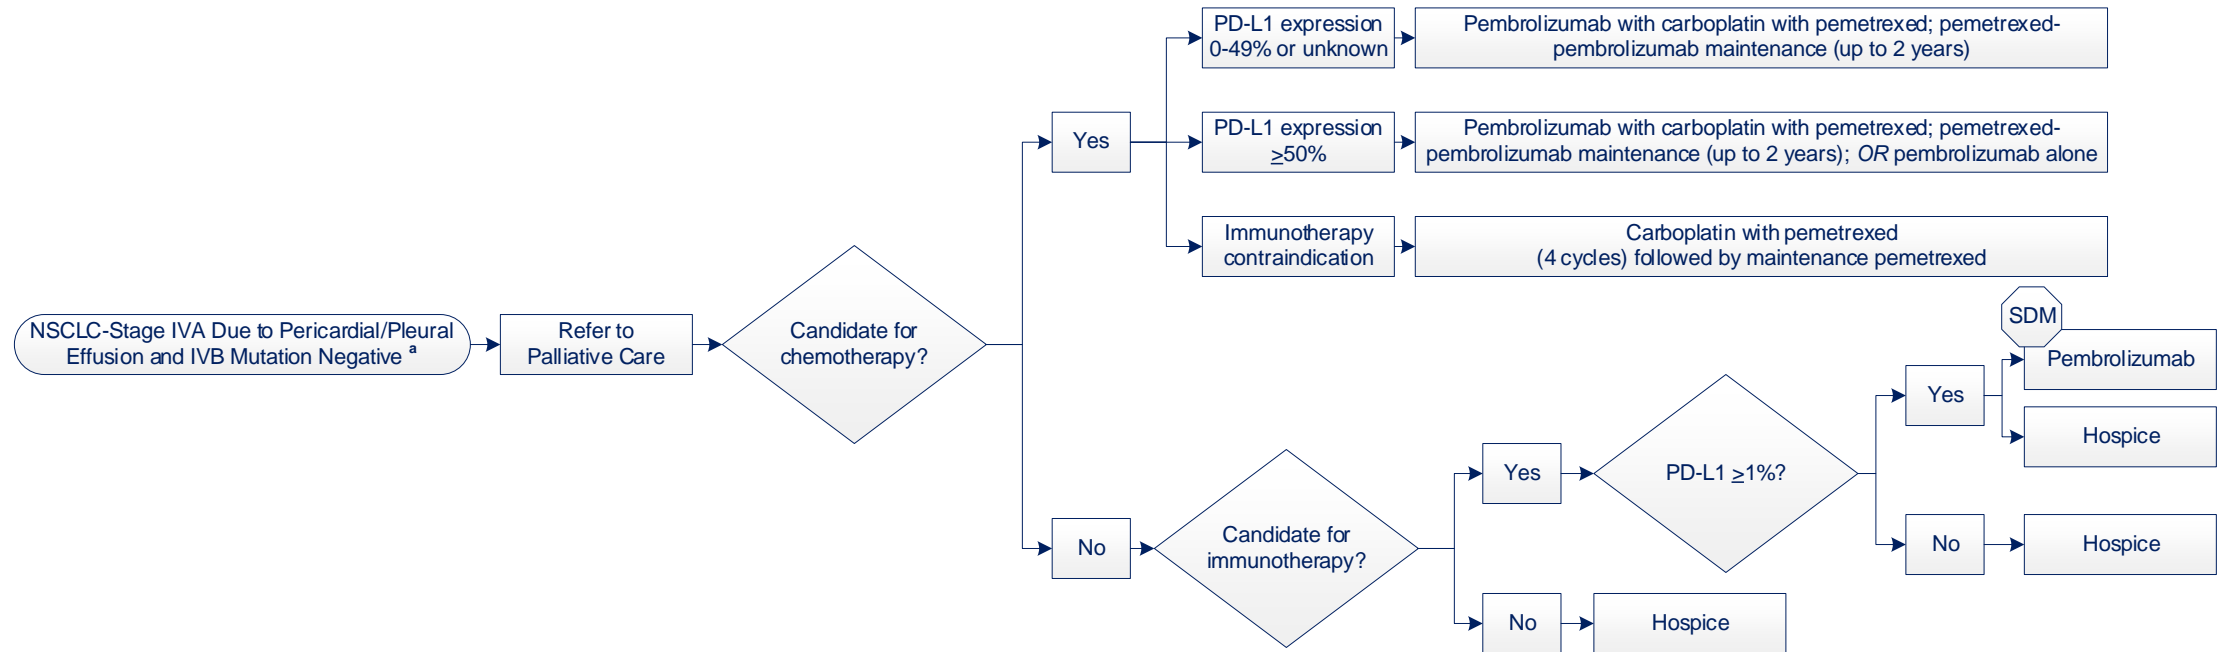 PD-L1 expression
0-49% or unknown
Pembrolizumab with carboplatin with pemetrexed; pemetrexed-
pembrolizumab maintenance (up to 2 years)
Yes
PD-L1 expression
≥50%
Pembrolizumab with carboplatin with pemetrexed; pemetrexed-
pembrolizumab maintenance (up to 2 years); OR pembrolizumab alone
Immunotherapy
contraindication
Carboplatin with pemetrexed
(4 cycles) followed by maintenance pemetrexed
NSCLC-Stage IVA Due to Pericardial/Pleural
Effusion and IVB Mutation Negative a
Refer to
Palliative Care
Candidate for
chemotherapy?
SDM
Pembrolizumab
Yes
Hospice
Yes
PD-L1 ≥1%?
No
Candidate for
immunotherapy?
No
Hospice
No
Hospice